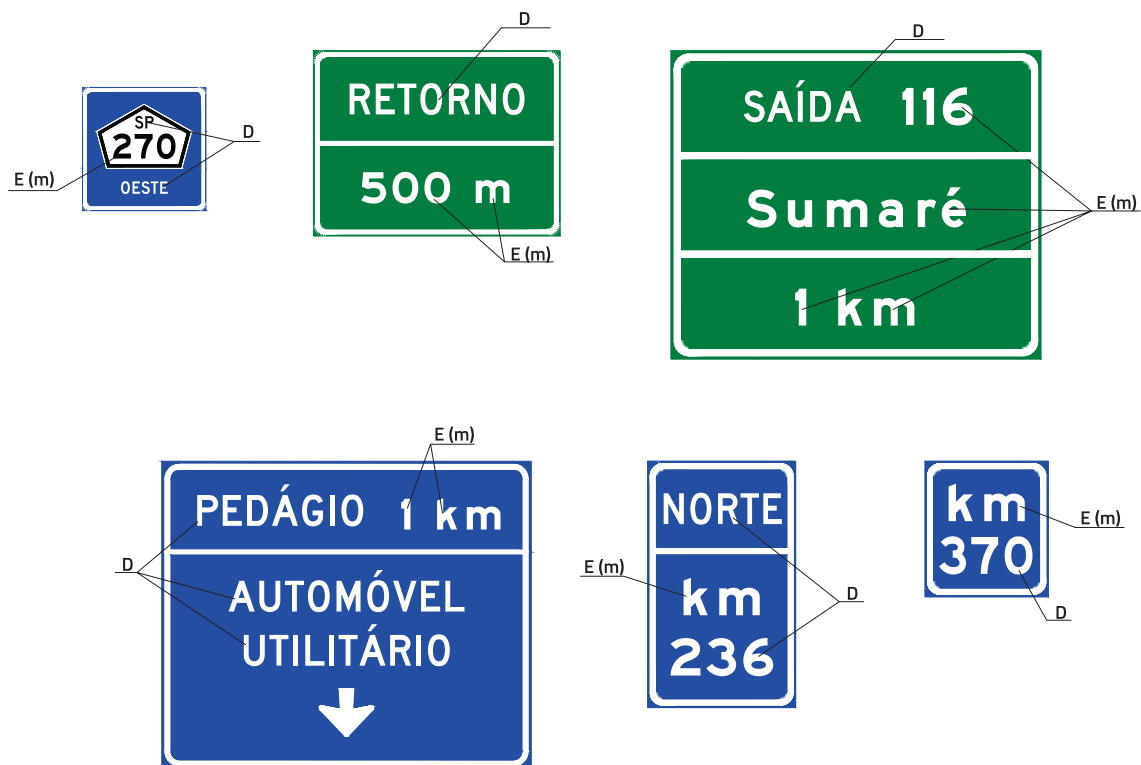 D
RETORNO
500 m
E (m)
SP
270
OESTE
D
E (m)
D
SAÍDA 116
Sumaré
1 km
E (m)
E (m)
PEDÁGIO 1 km
D
AUTOMÓVEL
UTILITÁRIO
NORTE
E (m)
km
236
D
km
370
E (m)
D